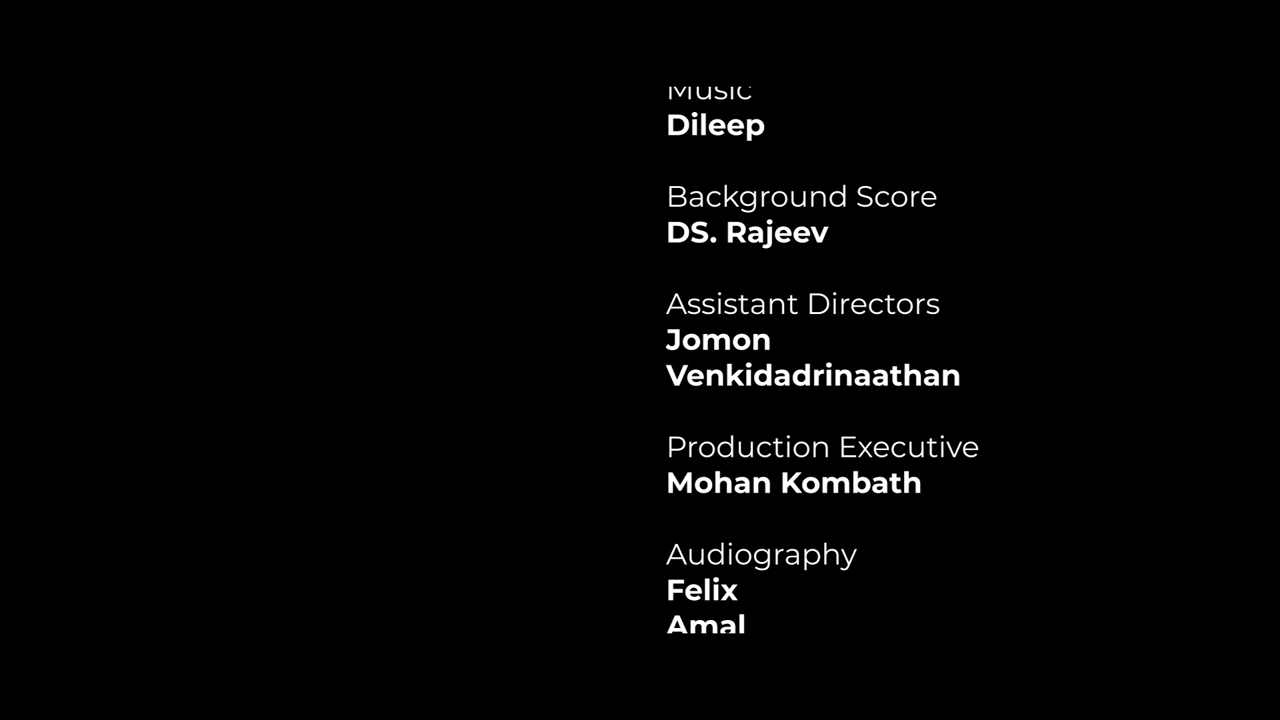 Music
Dileep
Background Score
DS. Rajeev
Assistant Directors
Jomon
Venkidadrinaathan
Production Executive
Mohan Kombath
Audiography
Felix
Amal